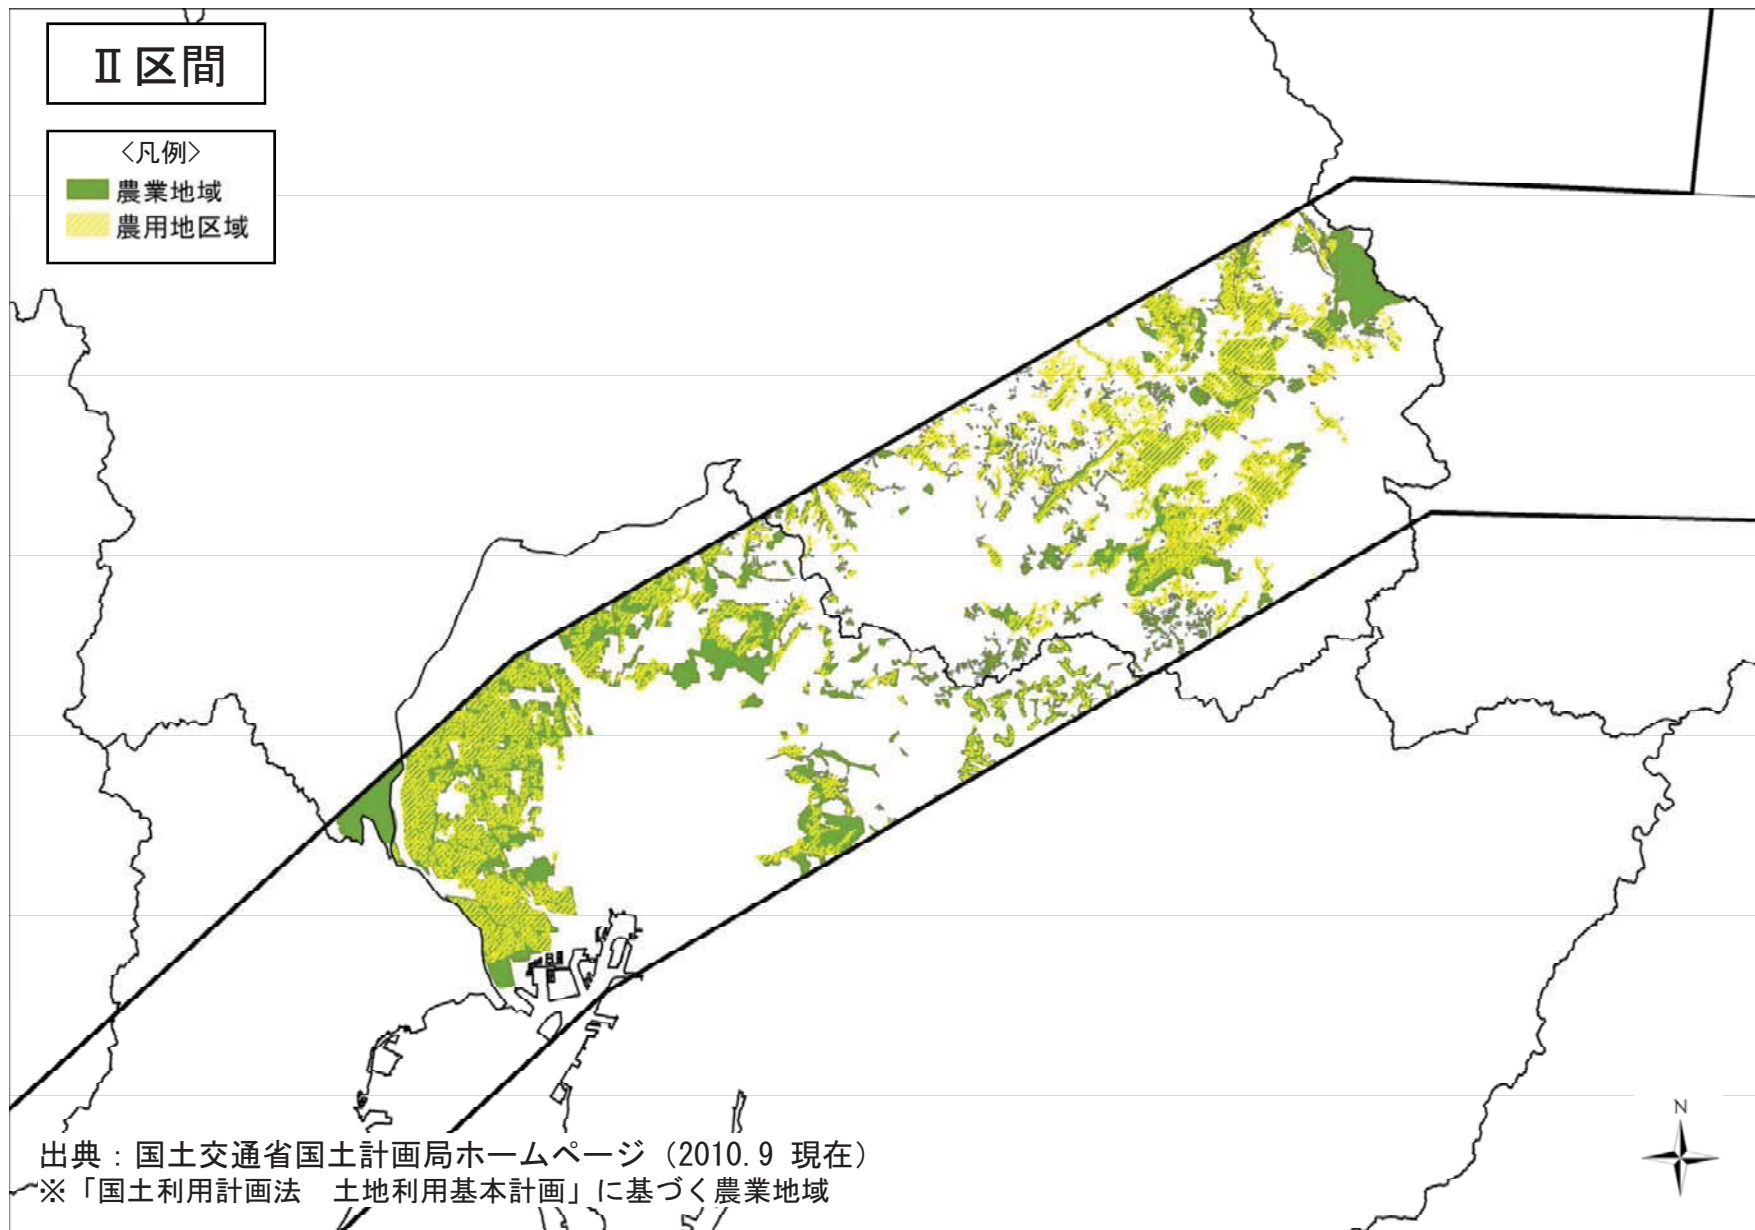 Ⅱ区間
<凡例>
農業地域
農用地区域
N
出典：国土交通省国土計画局ホームページ（2010.9 現在）
※「国土利用計画法　土地利用基本計画」に基づく農業地域